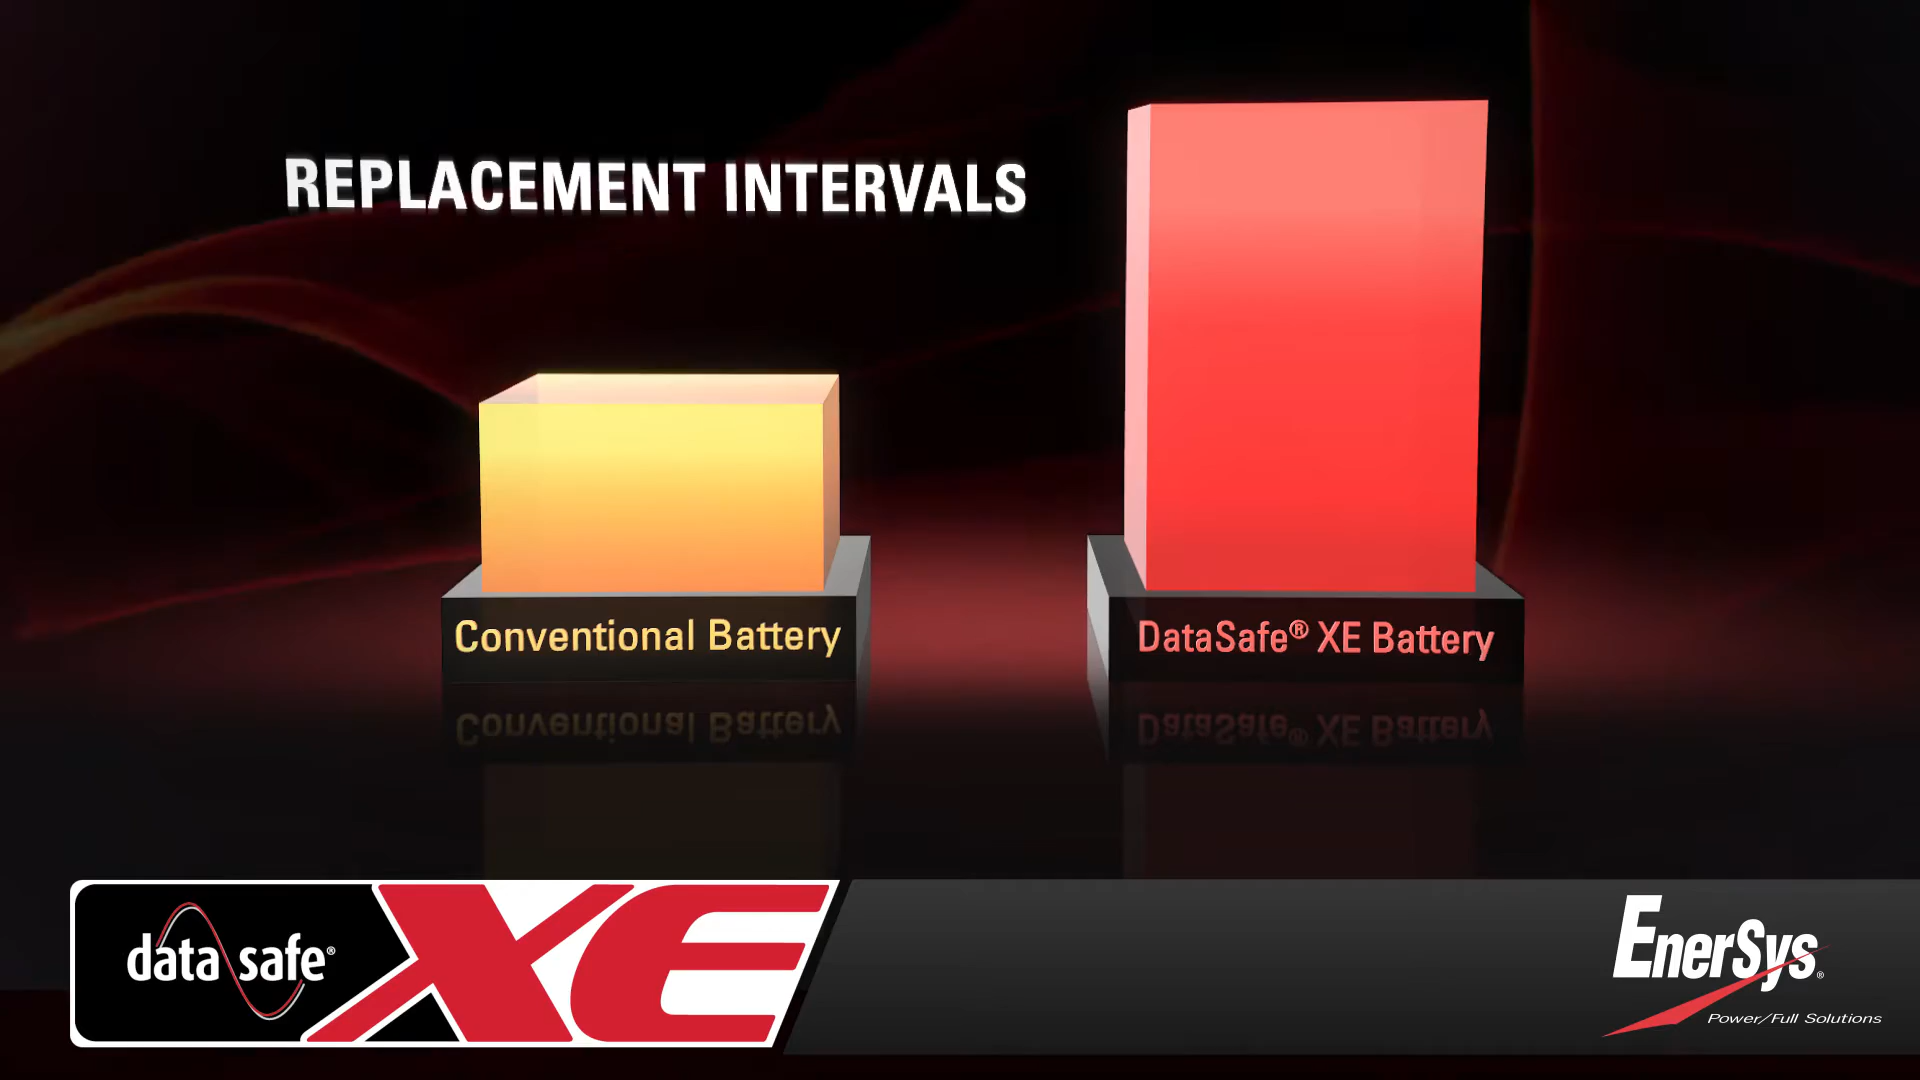 REPLACEMENT INTERVALS
Conventional Battery
DataSafe® XE Battery
data safe®
XE
EnerSys®
Power/Full Solutions